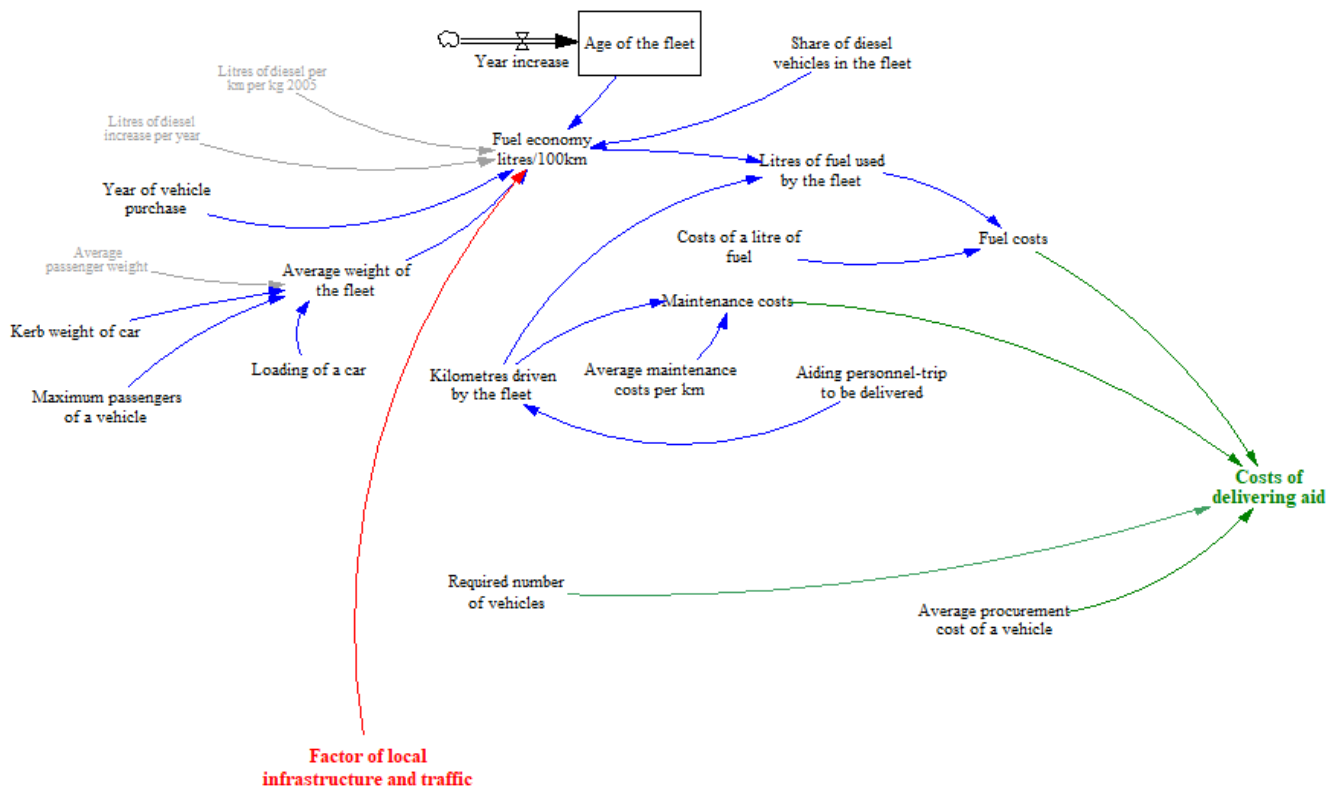 Age of the fleet
Year increase
Share of diesel
vehicles in the fleet
Litres of diesel per
km per kg 2005
Litres of diesel
increase per year
Fuel economy
litres/100km
Litres of fuel used
by the fleet
Year of vehicle
purchase
Costs of a litre of
fuel
Fuel costs
Average
passenger weight
Average weight of
the fleet
Maintenance costs
Kerb weight of car
Loading of a car
Maximum passengers
of a vehicle
Kilometres driven
by the fleet
Average maintenance
costs per km
Aiding personnel-trip
to be delivered
Costs of
delivering aid
Required number
of vehicles
Average procurement
cost of a vehicle
Factor of local
infrastructure and traffic